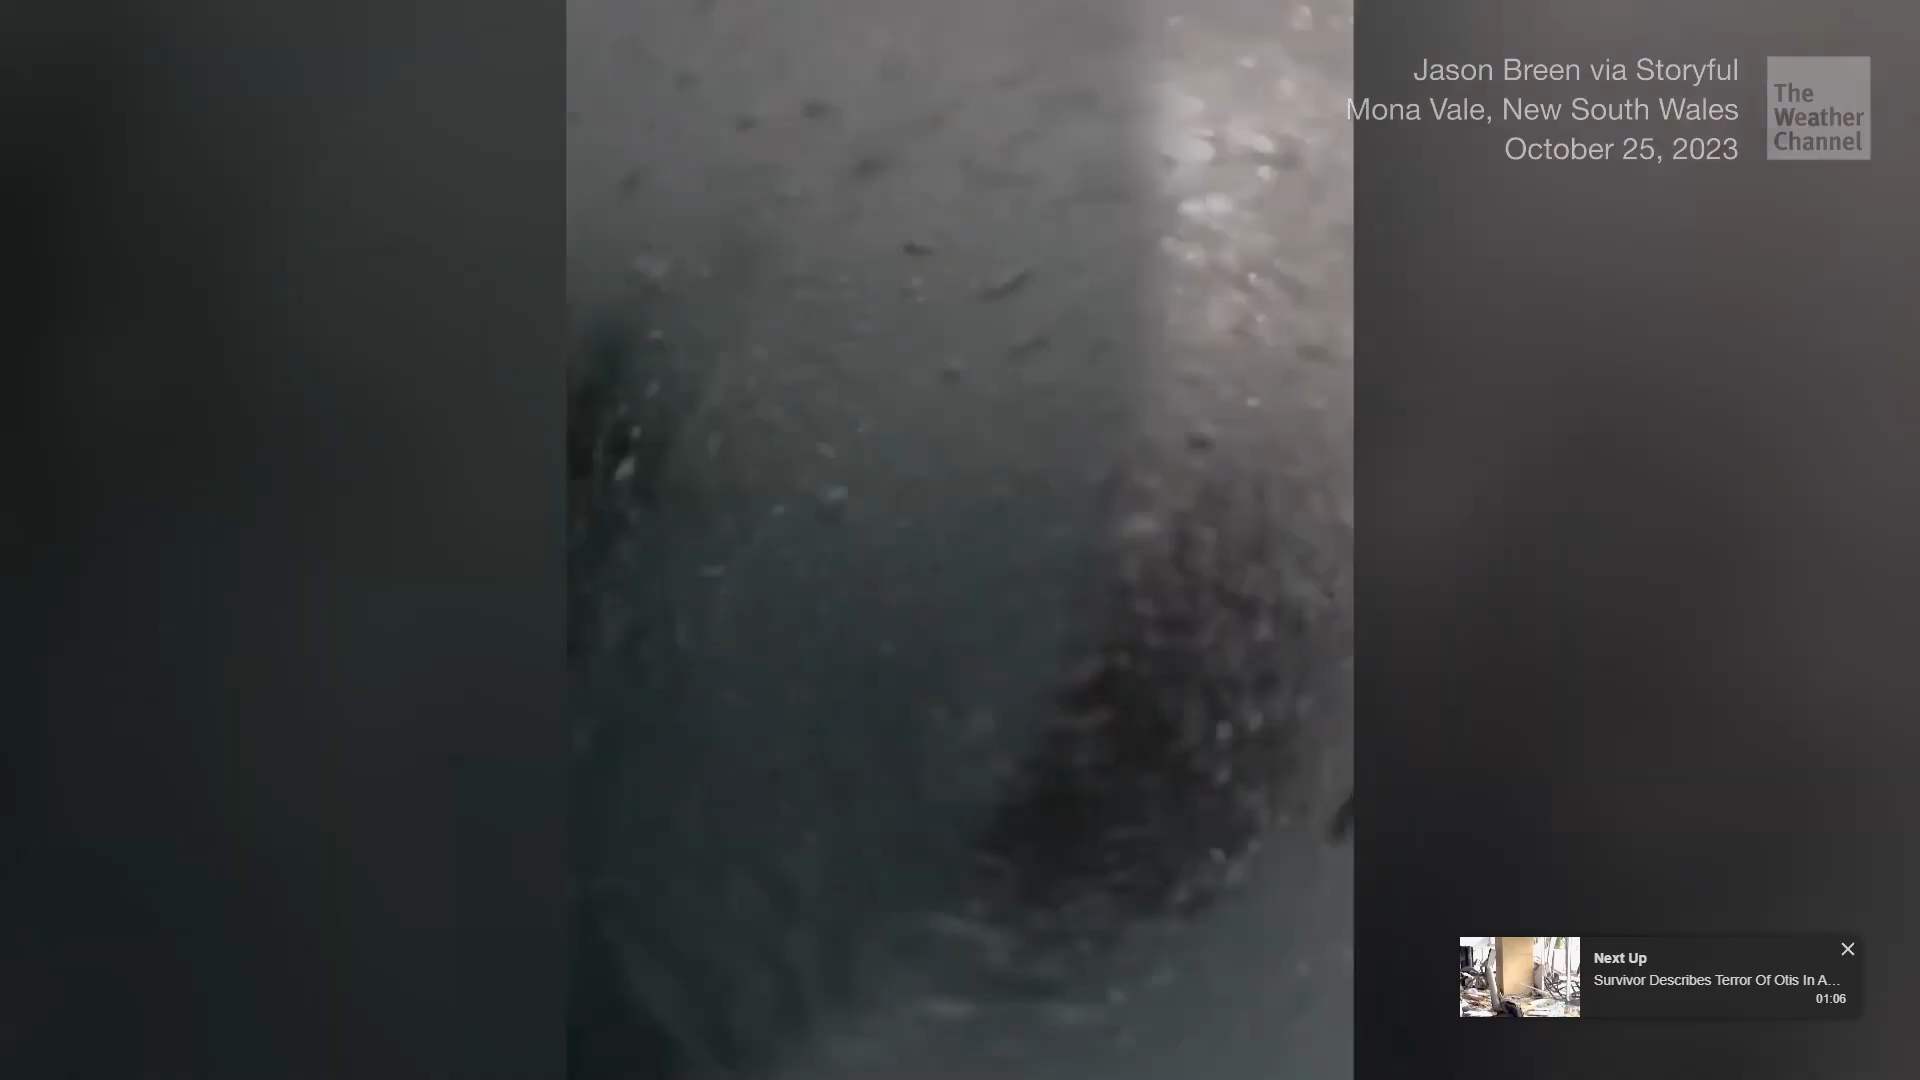 Jason Breen via Storyful
Mona Vale, New South Wales
October 25, 2023
The
Weather
Channel
Next Up
Survivor Describes Terror Of Otis In A...
01:06